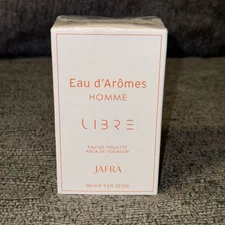 Eau d'Arômes
HOMME
LIBRE
EAU DE TOILETTE
AGUA DE TOCADOR
JAFRA